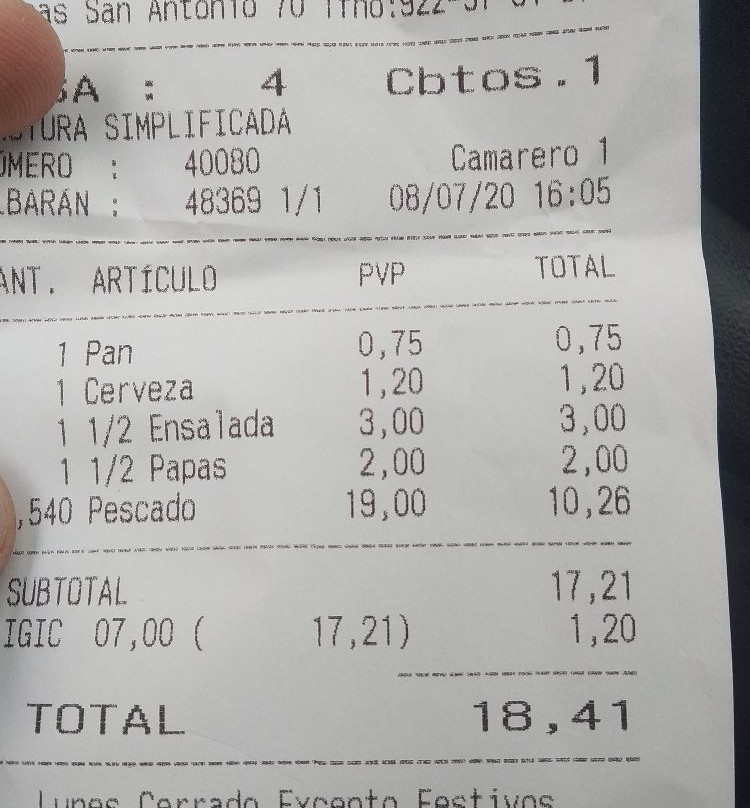 as San Antonio 70
SA : 4 Cbtos.1
TURA SIMPLIFICADA
ÚMERO : 40080 Camarero 1
LBARÁN : 48369 1/1 08/07/20 16:05
ANT. ARTÍCULO PVP TOTAL
1 Pan 0,75 0,75
1 Cerveza 1,20 1,20
1 1/2 Ensalada 3,00 3,00
1 1/2 Papas 2,00 2,00
,540 Pescado 19,00 10,26
SUBTOTAL 17,21
IGIC 07,00 ( 17,21) 1,20
TOTAL 18,41
Lunes Cerrado Excepto Festivos